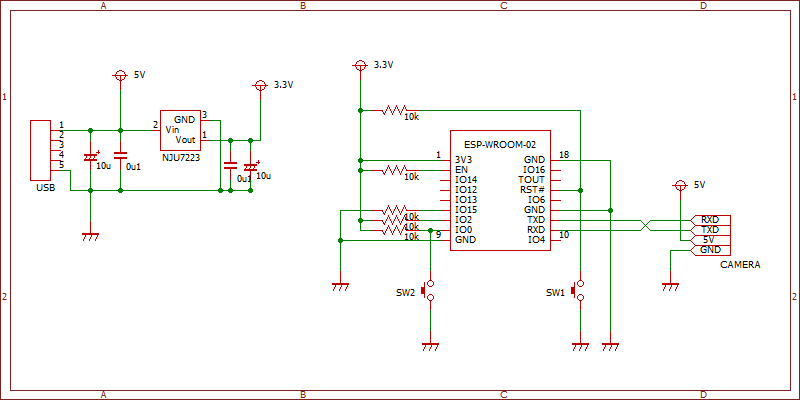 A B C D
1 1
2 2
5V
3.3V
3.3V
1
2
3
4
5
USB
10u
0u1
2
3
1
GND
Vin
Vout
NJU7223
0u1
10u
10k
10k
10k
10k
10k
ESP-WROOM-02
1
18
3V3 GND
EN IO16
IO14 TOUT
IO12 RST#
IO13 IO6
IO15 GND
IO2 TXD
IO0 RXD
GND IO4
9
10
SW2
SW1
5V
RXD
TXD
5V
GND
CAMERA
A B C D